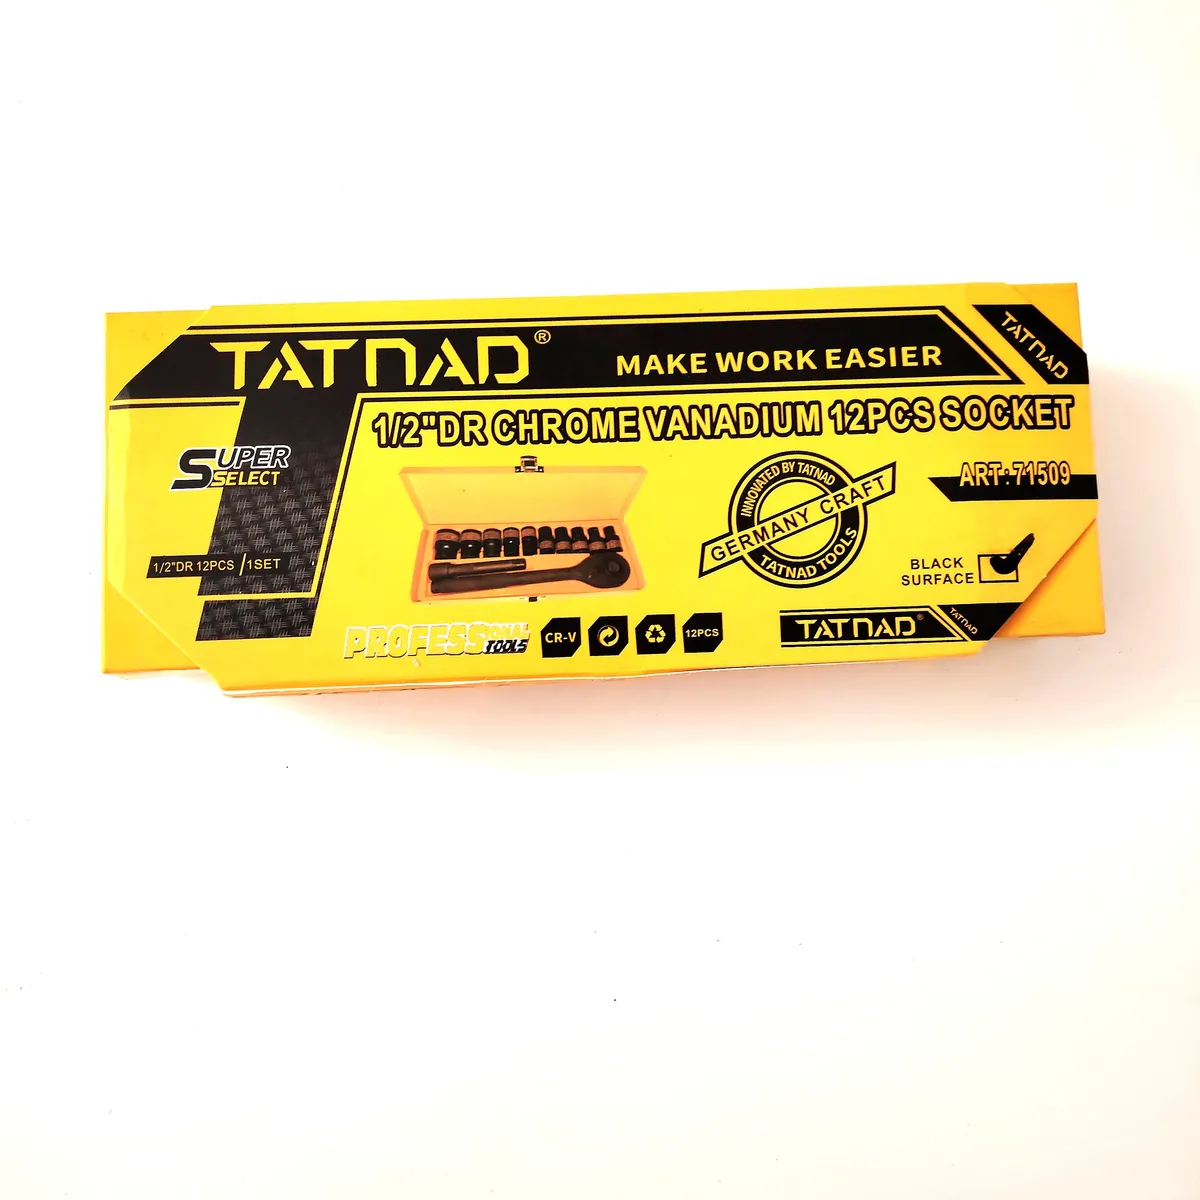 TATNAD®
MAKE WORK EASIER
TATNAD
1/2"DR CHROME VANADIUM 12PCS SOCKET
SUPER
SELECT
ART:71509
INNOVATED BY TATNAD
GERMANY CRAFT
TATNAD TOOLS
1/2"DR 12PCS /1SET
BLACK
SURFACE
PROFESSIONAL
TOOLS
CR-V
12PCS
TATNAD®
TATNAD